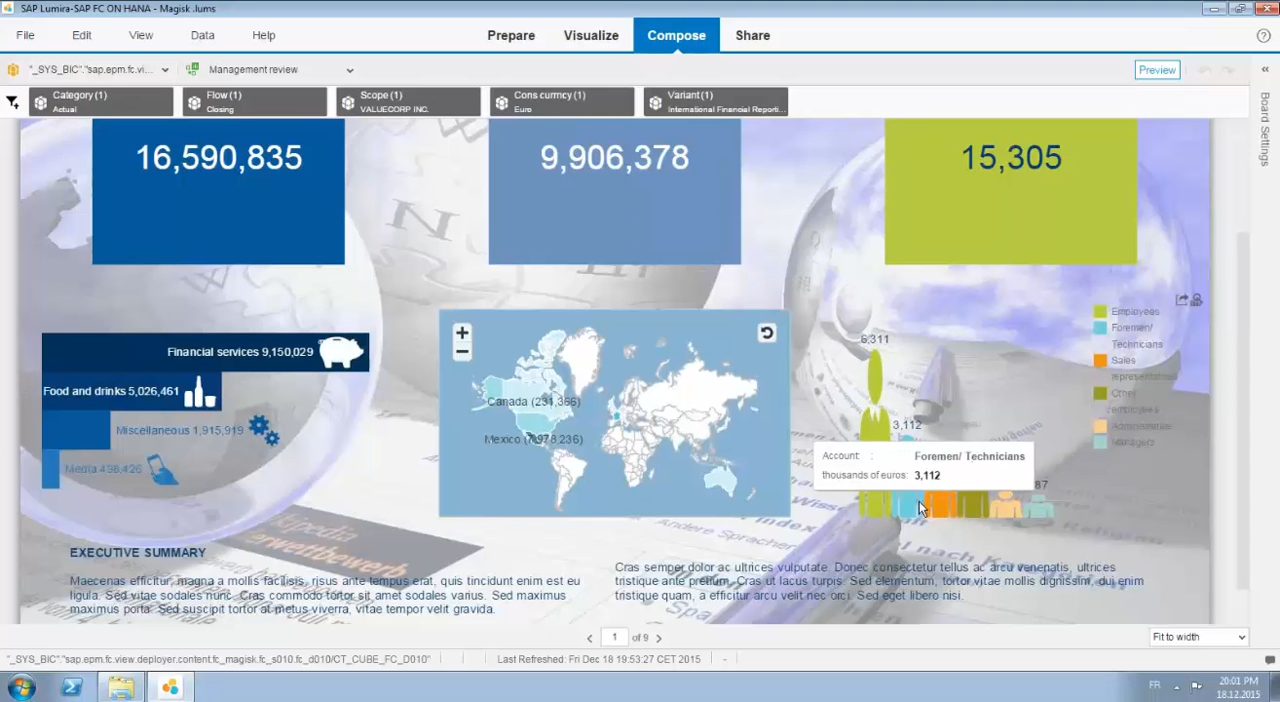 SAP Lumira-SAP FC ON HANA - Magisk.lums
File Edit View Data Help Prepare Visualize Compose Share
"_SYS_BIC"."sap.epm.fc.vi... Management review Preview
Category (1) Flow (1) Scope (1) Cons currncy (1) Variant (1)
Actual Closing VALUECORP INC. Euro International Financial Reporti...
Board Settings
16,590,835 9,906,378 15,305
Employees
Foremen/
Technicians
Sales
Other
employees
Managers
6,311
Financial services 9,150,029
Food and drinks 5,026,461
Canada (231,366)
Miscellaneous 1,915,919
Mexico
3,112
Account: Foremen/ Technicians
thousands of euros: 3,112
Media 498,426
87
EXECUTIVE SUMMARY
Maecenas efficitur, magna a mollis facilisis, risus ante tempus erat, quis tincidunt enim est eu
ligula. Sed vitae sodales nunc. Cras commodo tortor sit amet sodales varius. Sed maximus
maximus porta. Sed suscipit tortor at metus viverra, vitae tempor velit gravida.
Cras semper dolor ac ultrices vulputate. Donec consectetur tellus ac arcu venenatis, ultrices
tristique ante pretium. Cras ut lacus turpis. Sed elementum, tortor vitae mollis dignissim, dui enim
tristique quam, a efficitur arcu velit nec orci. Sed eget libero nisi.
1 of 9
Fit to width
"_SYS_BIC"."sap.epm.fc.view.deployer.content.fc_magisk.fc_s010.fc_d010/CT_CUBE_FC_D010" Last Refreshed: Fri Dec 18 19:53:27 CET 2015 -
FR
20:01 PM
18.12.2015